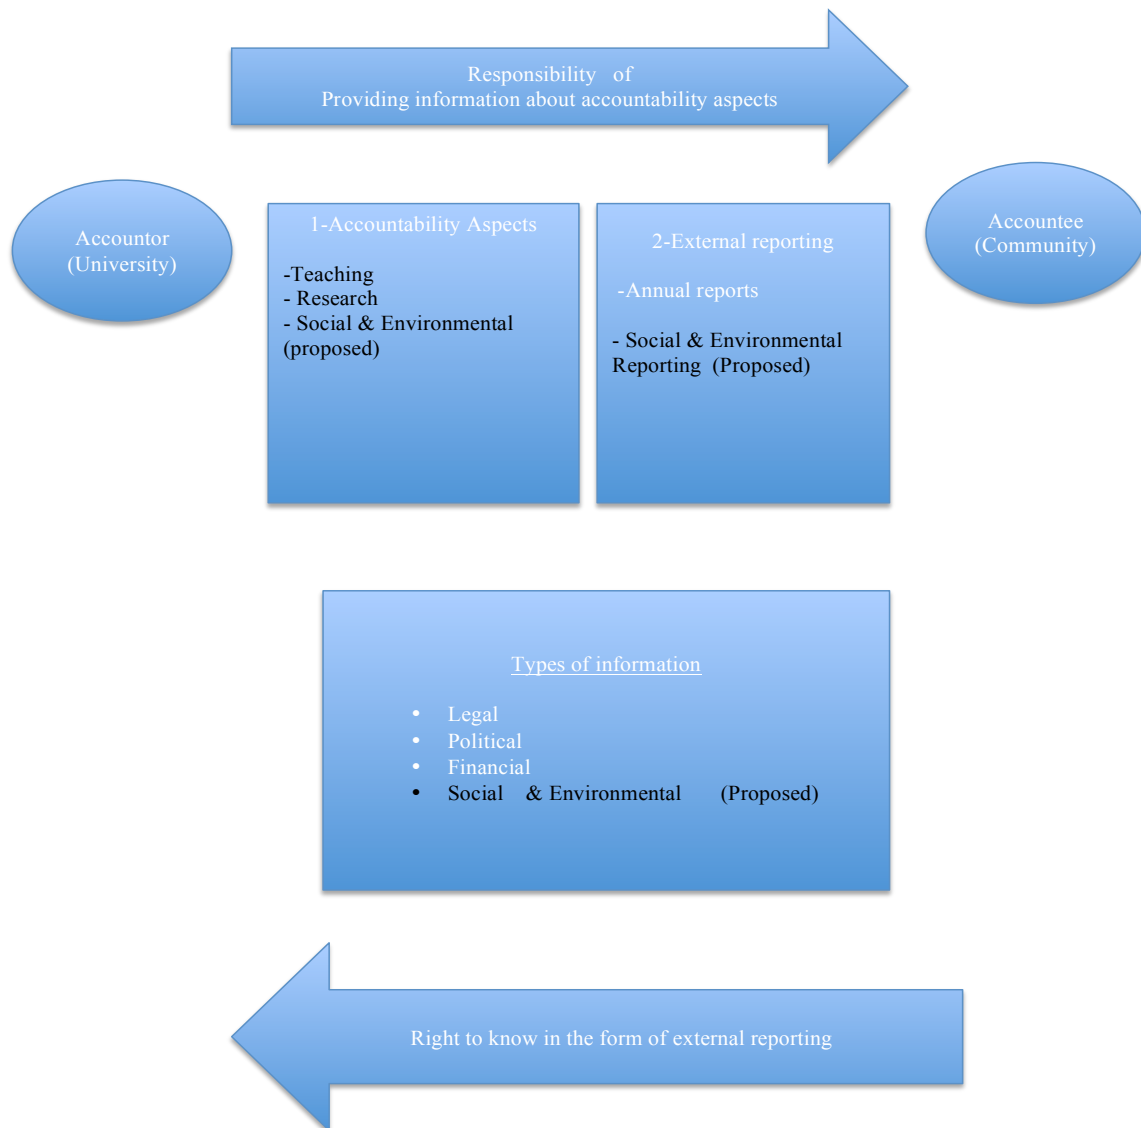 Responsibility of
Providing information about accountability aspects
Accountor
(University)
1-Accountability Aspects
-Teaching
- Research
- Social & Environmental
(proposed)
2-External reporting
-Annual reports
- Social & Environmental
Reporting (Proposed)
Accountee
(Community)
Types of information
• Legal
• Political
• Financial
• Social & Environmental (Proposed)
Right to know in the form of external reporting